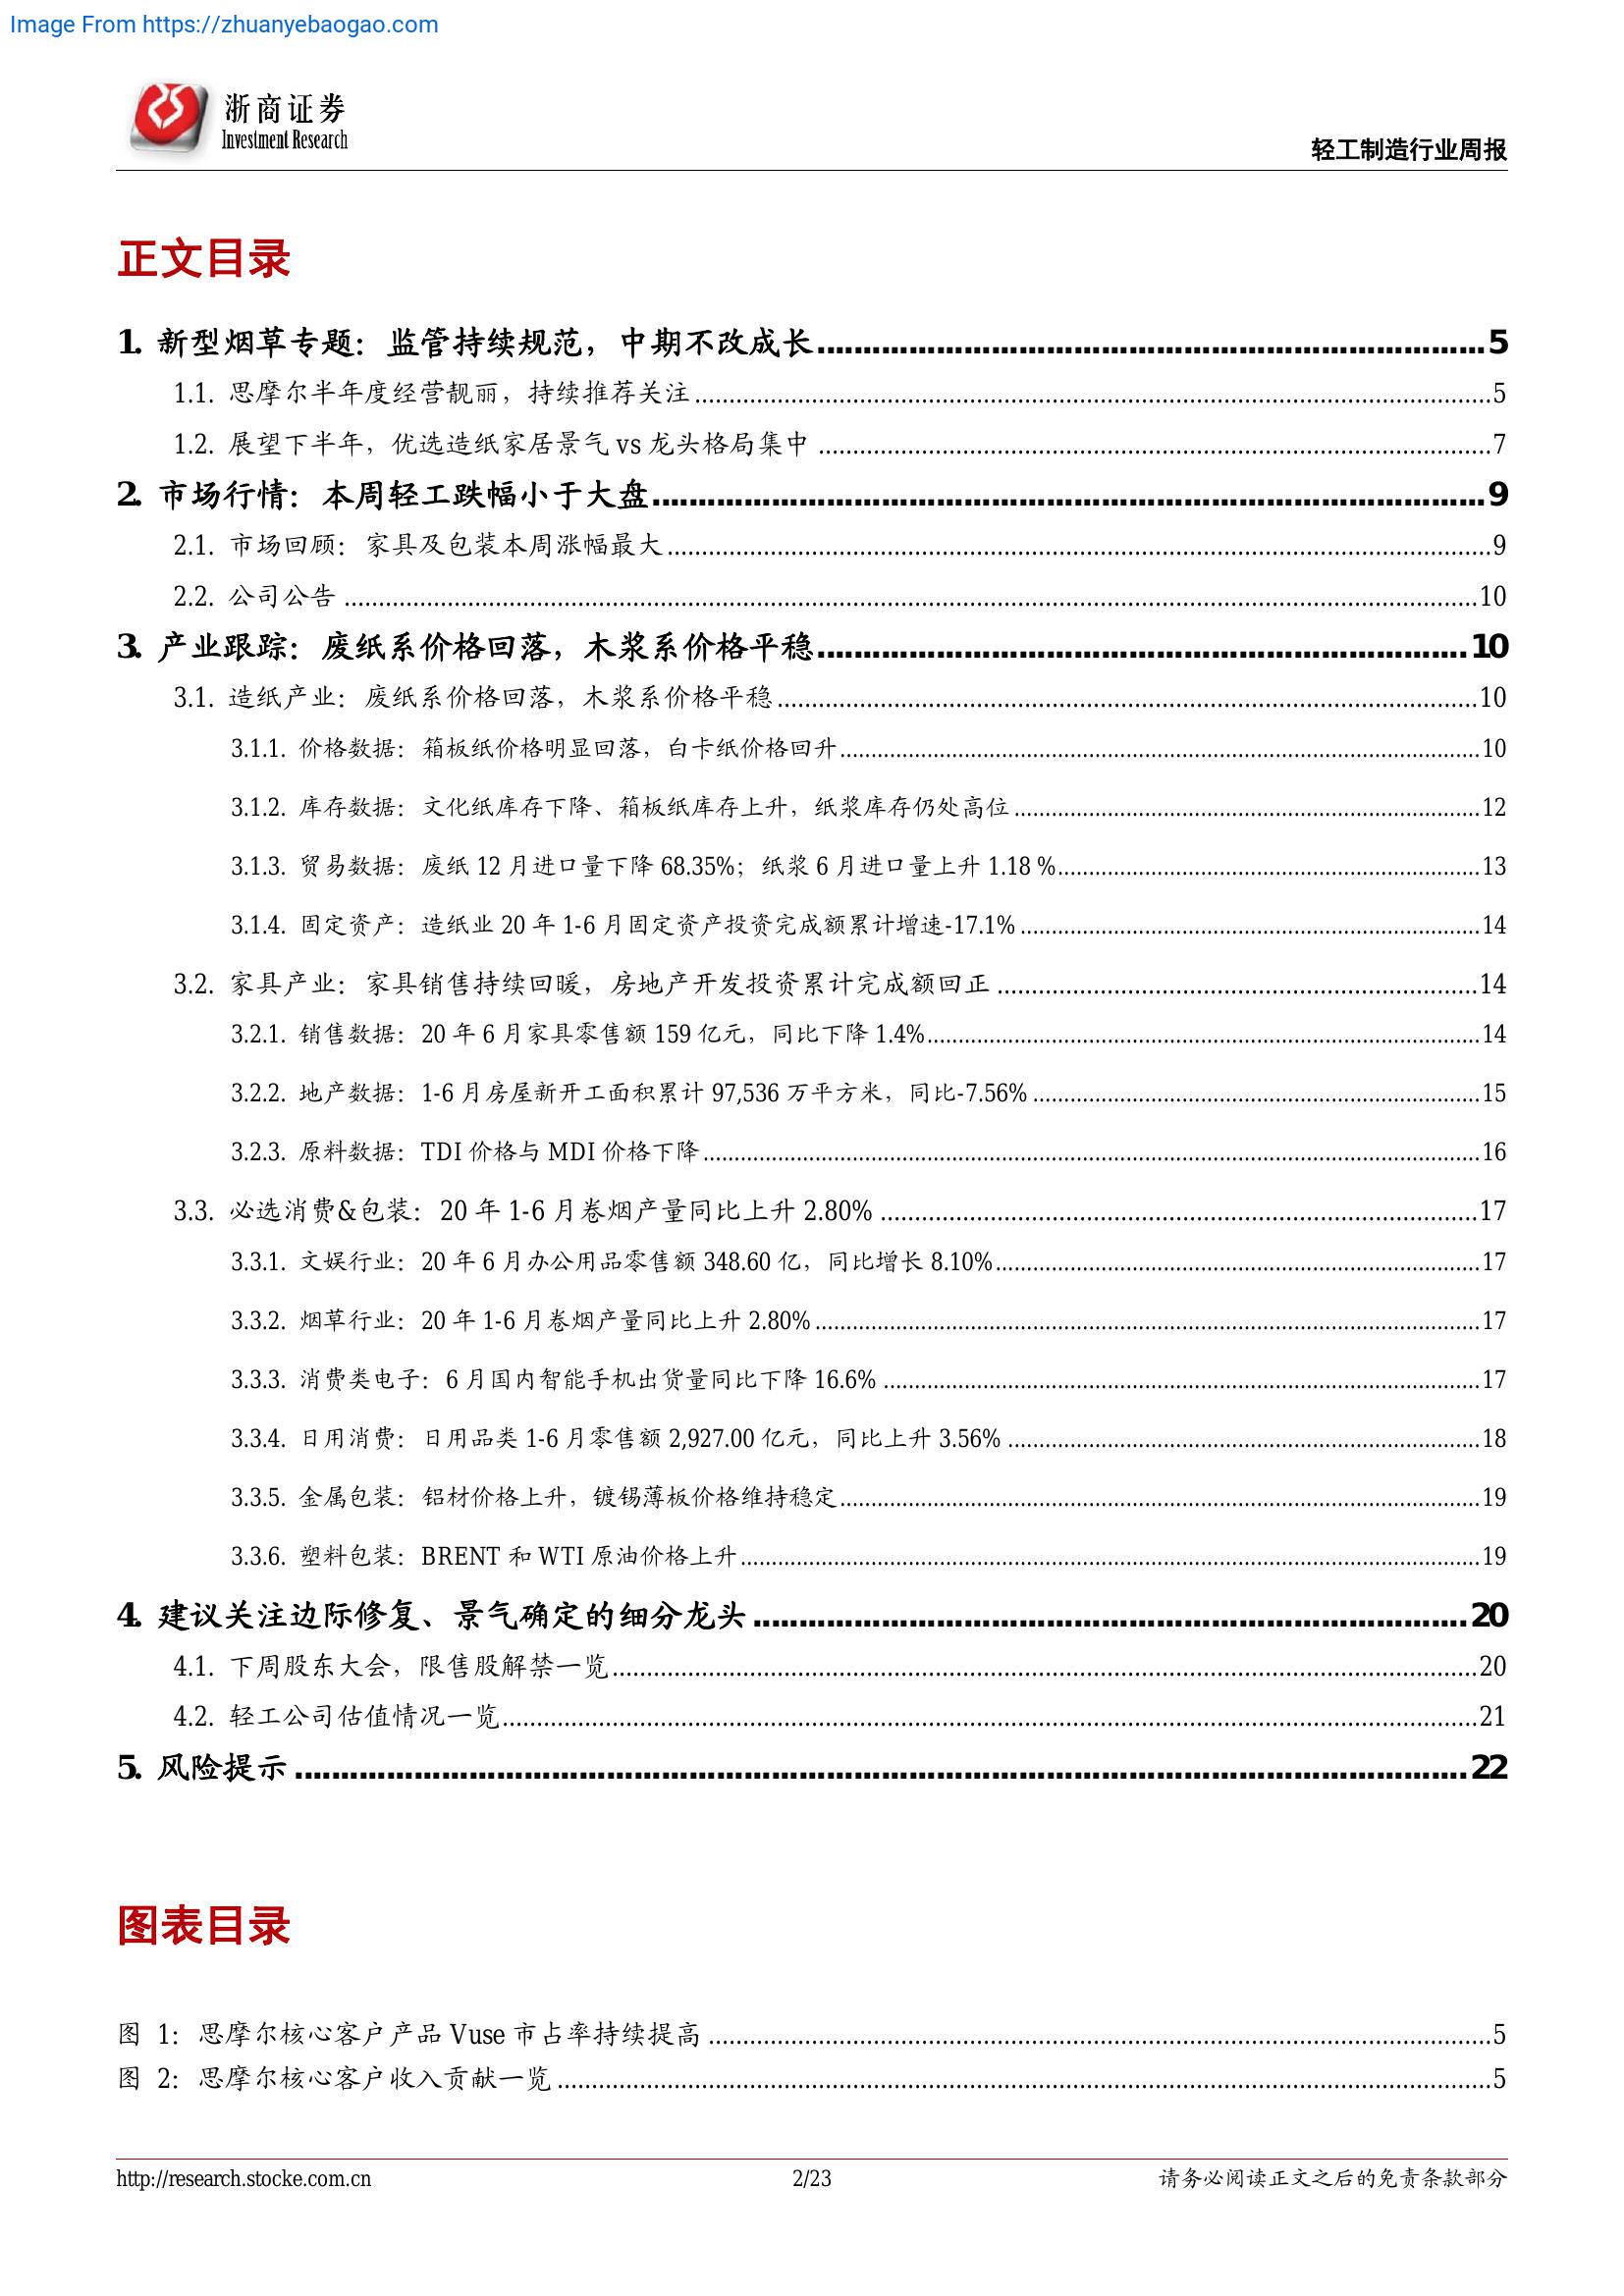 Image From https://zhuanyebaogao.com
浙商证券
Investment Research
轻工制造行业周报
正文目录
1. 新型烟草专题：监管持续规范，中期不改成长........................5
1.1. 思摩尔半年度经营靓丽，持续推荐关注........................5
1.2. 展望下半年，优选造纸家居景气 vs 龙头格局集中 ........................7
2. 市场行情：本周轻工跌幅小于大盘........................9
2.1. 市场回顾：家具及包装本周涨幅最大........................9
2.2. 公司公告 ........................10
3. 产业跟踪：废纸系价格回落，木浆系价格平稳........................10
3.1. 造纸产业：废纸系价格回落，木浆系价格平稳........................10
3.1.1. 价格数据：箱板纸价格明显回落，白卡纸价格回升........................10
3.1.2. 库存数据：文化纸库存下降、箱板纸库存上升，纸浆库存仍处高位 ........................12
3.1.3. 贸易数据：废纸 12 月进口量下降 68.35%；纸浆 6 月进口量上升 1.18 %........................13
3.1.4. 固定资产：造纸业 20 年 1-6 月固定资产投资完成额累计增速-17.1% ........................14
3.2. 家具产业：家具销售持续回暖，房地产开发投资累计完成额回正 ........................14
3.2.1. 销售数据：20 年 6 月家具零售额 159 亿元，同比下降 1.4%........................14
3.2.2. 地产数据：1-6 月房屋新开工面积累计 97,536 万平方米，同比-7.56% ........................15
3.2.3. 原料数据：TDI 价格与 MDI 价格下降........................16
3.3. 必选消费&包装：20 年 1-6 月卷烟产量同比上升 2.80% ........................17
3.3.1. 文娱行业：20 年 6 月办公用品零售额 348.60 亿，同比增长 8.10%........................17
3.3.2. 烟草行业：20 年 1-6 月卷烟产量同比上升 2.80% ........................17
3.3.3. 消费类电子：6 月国内智能手机出货量同比下降 16.6% ........................17
3.3.4. 日用消费：日用品类 1-6 月零售额 2,927.00 亿元，同比上升 3.56% ........................18
3.3.5. 金属包装：铝材价格上升，镀锡薄板价格维持稳定........................19
3.3.6. 塑料包装：BRENT 和 WTI 原油价格上升........................19
4. 建议关注边际修复、景气确定的细分龙头........................20
4.1. 下周股东大会，限售股解禁一览........................20
4.2. 轻工公司估值情况一览........................21
5. 风险提示 ........................22
图表目录
图 1：思摩尔核心客户产品 Vuse 市占率持续提高 ........................5
图 2：思摩尔核心客户收入贡献一览 ........................5
http://research.stocke.com.cn 2/23 请务必阅读正文之后的免责条款部分